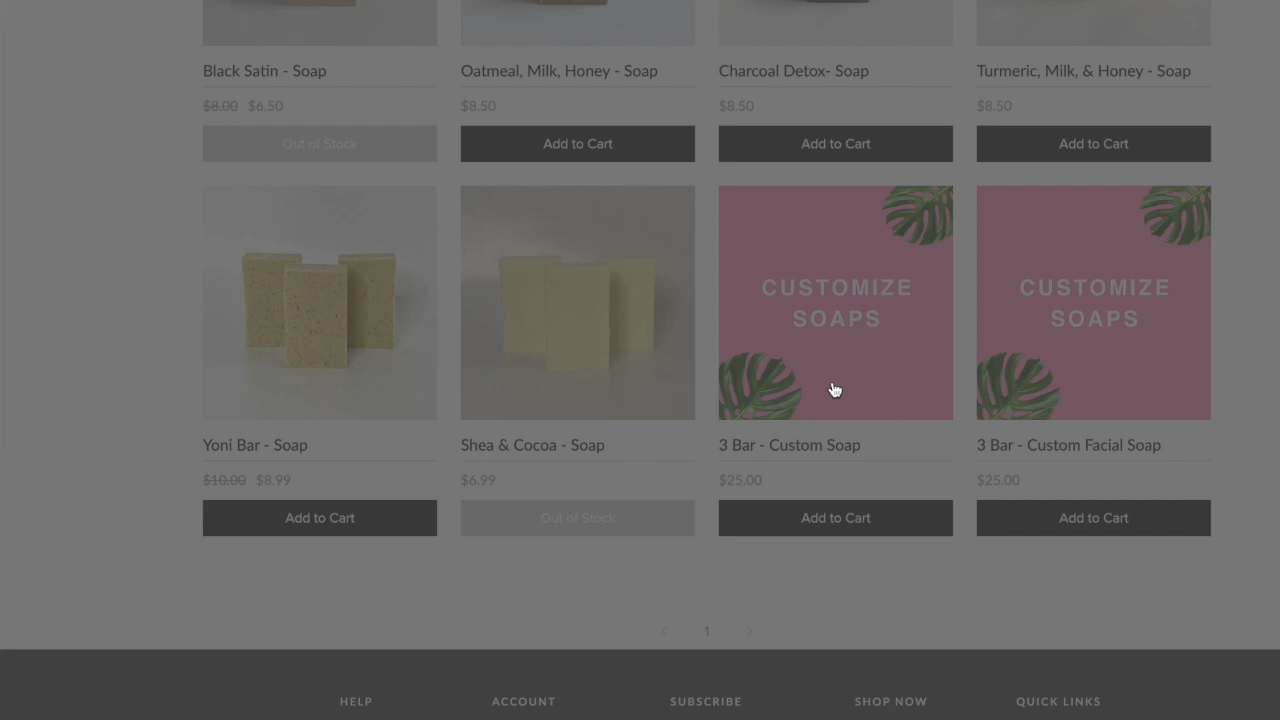 Black Satin - Soap
Oatmeal, Milk, Honey - Soap
Charcoal Detox- Soap
Turmeric, Milk, & Honey - Soap
$8.00 $6.50
$8.50
$8.50
$8.50
Out of Stock
Add to Cart
Add to Cart
Add to Cart
CUSTOMIZE
SOAPS
CUSTOMIZE
SOAPS
Yoni Bar - Soap
Shea & Cocoa - Soap
3 Bar - Custom Soap
3 Bar - Custom Facial Soap
$10.00 $8.99
$6.99
$25.00
$25.00
Add to Cart
Out of Stock
Add to Cart
Add to Cart
< 1 >
HELP
ACCOUNT
SUBSCRIBE
SHOP NOW
QUICK LINKS